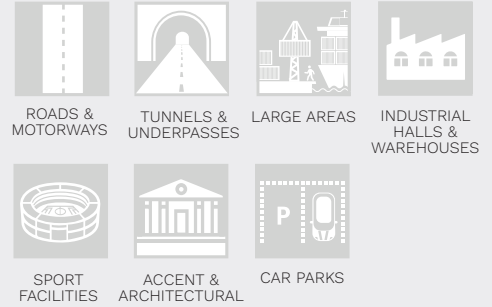 ROADS &
MOTORWAYS
TUNNELS &
UNDERPASSES
LARGE AREAS
INDUSTRIAL
HALLS &
WAREHOUSES
P
SPORT
FACILITIES
ACCENT &
ARCHITECTURAL
CAR PARKS